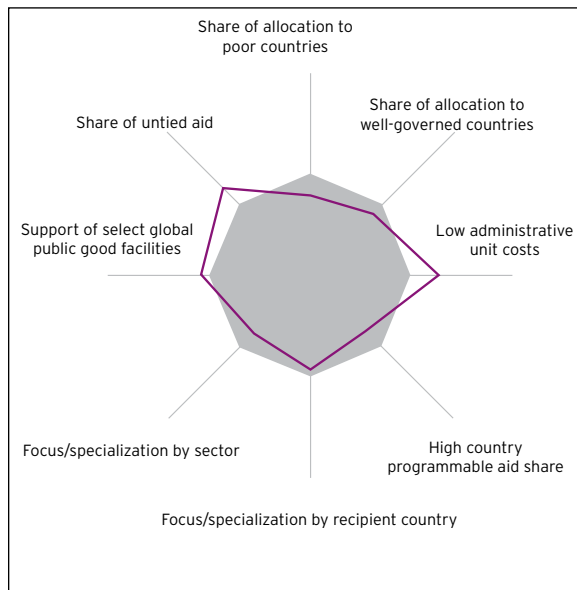 Share of allocation to
poor countries
Share of allocation to
well-governed countries
Share of untied aid
Support of select global
public good facilities
Low administrative
unit costs
Focus/specialization by sector
High country
programmable aid share
Focus/specialization by recipient country